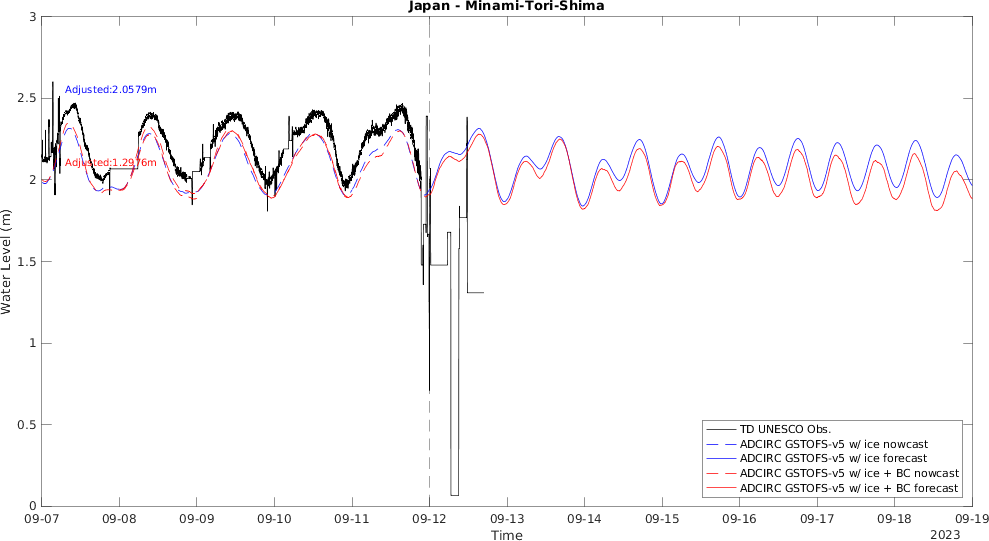 Japan - Minami-Tori-Shima
3
2.5
2
1.5
1
0.5
0
Water Level (m)
Adjusted:2.0579m
Adjusted:1.2976m
TD UNESCO Obs.
ADCIRC GSTOFS-v5 w/ ice nowcast
ADCIRC GSTOFS-v5 w/ ice forecast
ADCIRC GSTOFS-v5 w/ ice + BC nowcast
ADCIRC GSTOFS-v5 w/ ice + BC forecast
09-07 09-08 09-09 09-10 09-11 09-12 09-13 09-14 09-15 09-16 09-17 09-18 09-19
Time
2023